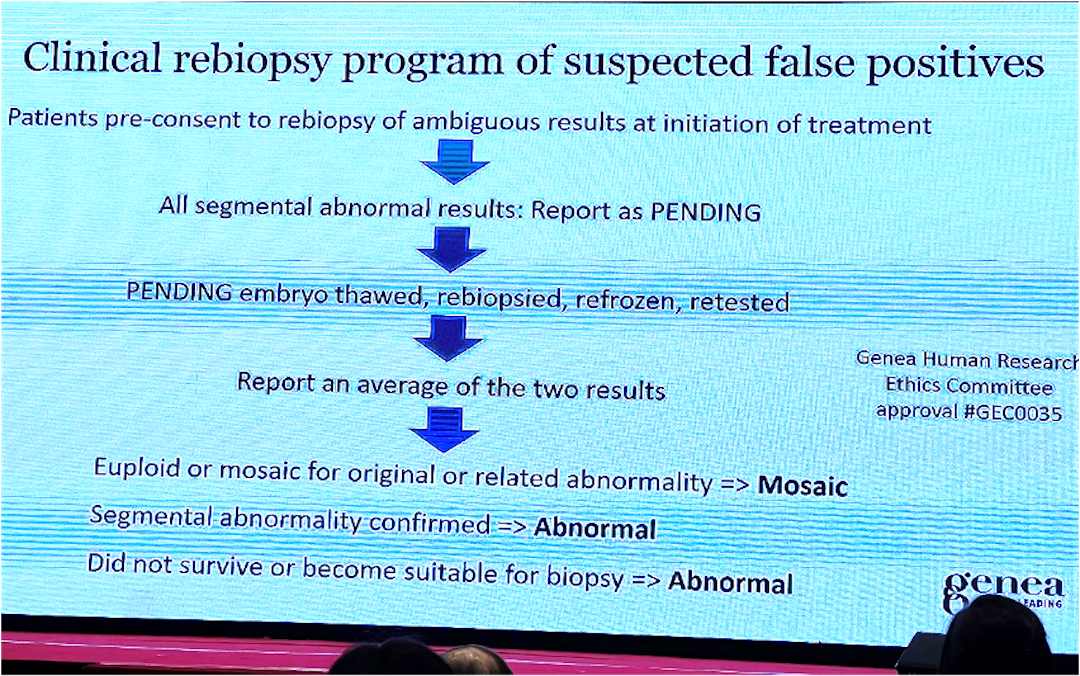 Clinical rebiopsy program of suspected false positives
Patients pre-consent to rebiopsy of ambiguous results at initiation of treatment
All segmental abnormal results: Report as PENDING
PENDING embryo thawed, rebiopsied, refrozen, retested
Report an average of the two results
Genea Human Research
Ethics Committee
approval #GEC0035
Euploid or mosaic for original or related abnormality => Mosaic
Segmental abnormality confirmed => Abnormal
Did not survive or become suitable for biopsy => Abnormal
genea